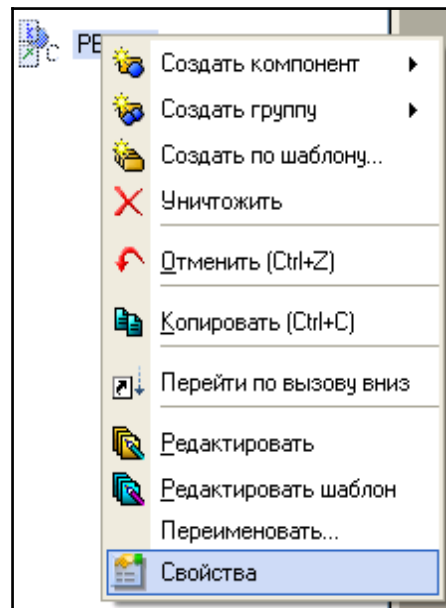 Создать компонент
Создать группу
Создать по шаблону...
Уничтожить
Отменить (Ctrl+Z)
Копировать (Ctrl+C)
Перейти по вызову вниз
Редактировать
Редактировать шаблон
Переименовать...
Свойства